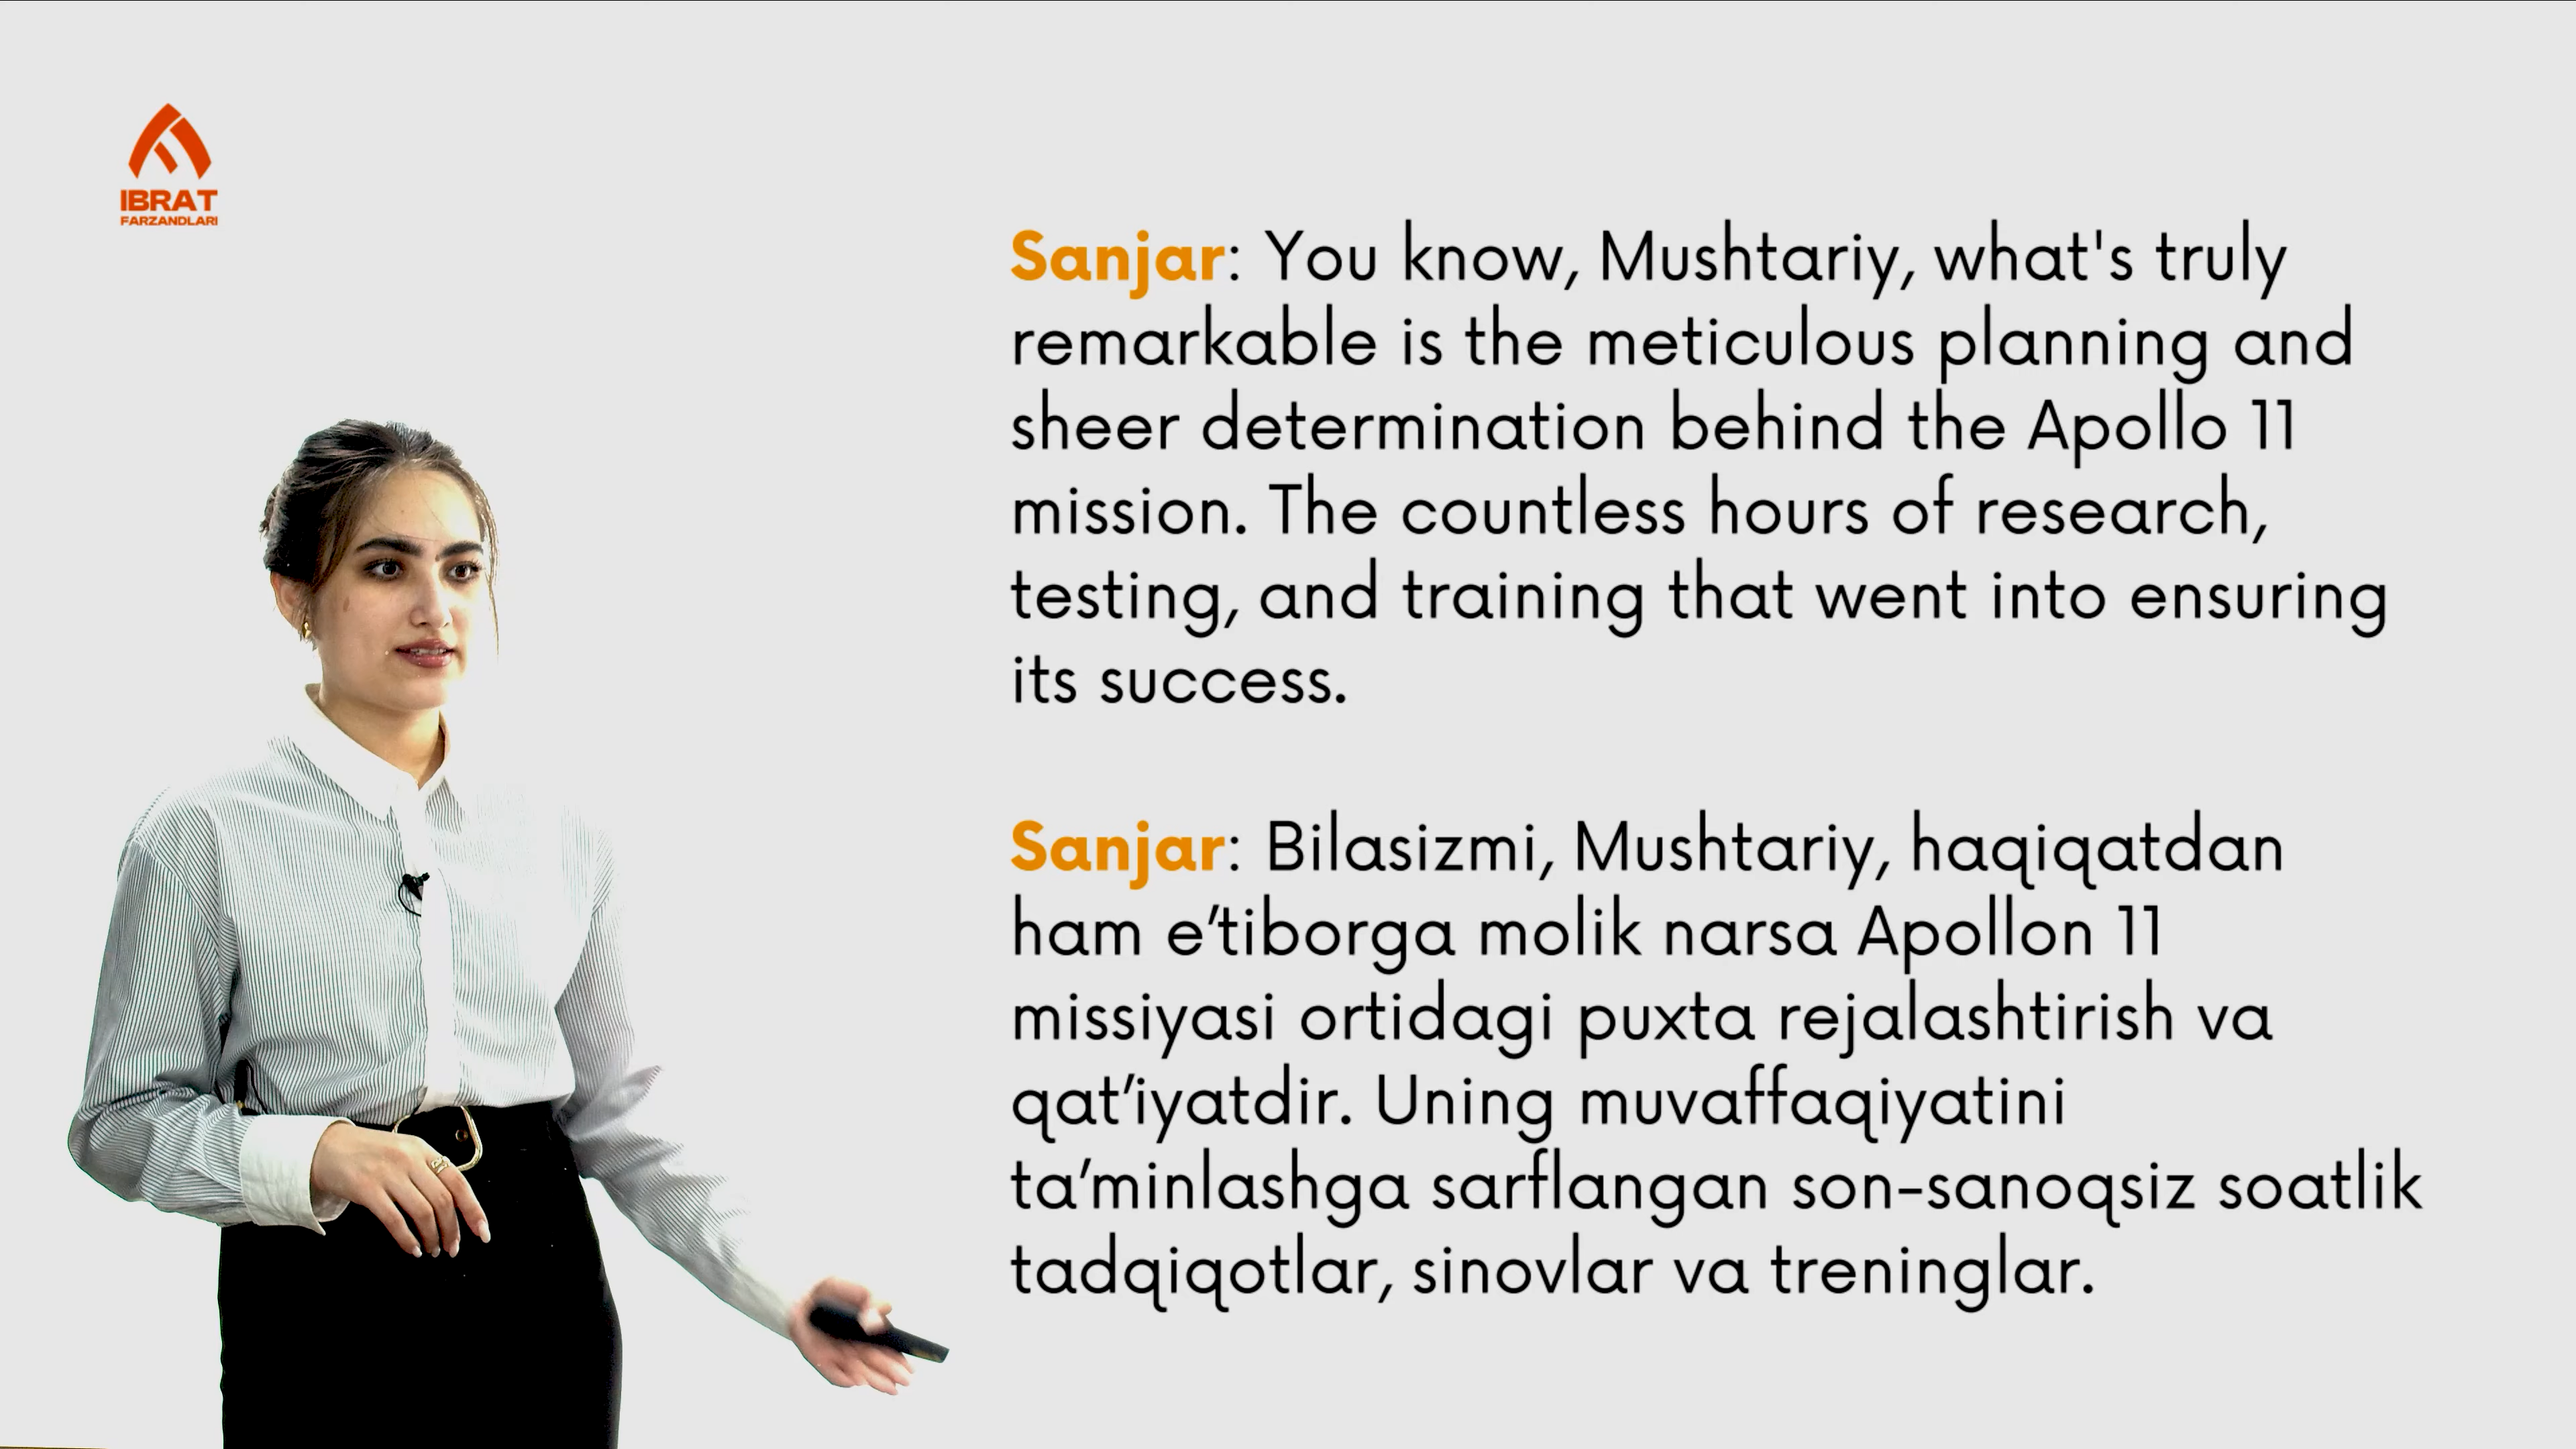 IBRAT
FARZANDLARI
Sanjar: You know, Mushtariy, what's truly
remarkable is the meticulous planning and
sheer determination behind the Apollo 11
mission. The countless hours of research,
testing, and training that went into ensuring
its success.
Sanjar: Bilasizmi, Mushtariy, haqiqatdan
ham e’tiborga molik narsa Apollon 11
missiyasi ortidagi puxta rejalashtirish va
qat’iyatdir. Uning muvaffaqiyatini
ta’minlashga sarflangan son-sanoqsiz soatlik
tadqiqotlar, sinovlar va treninglar.